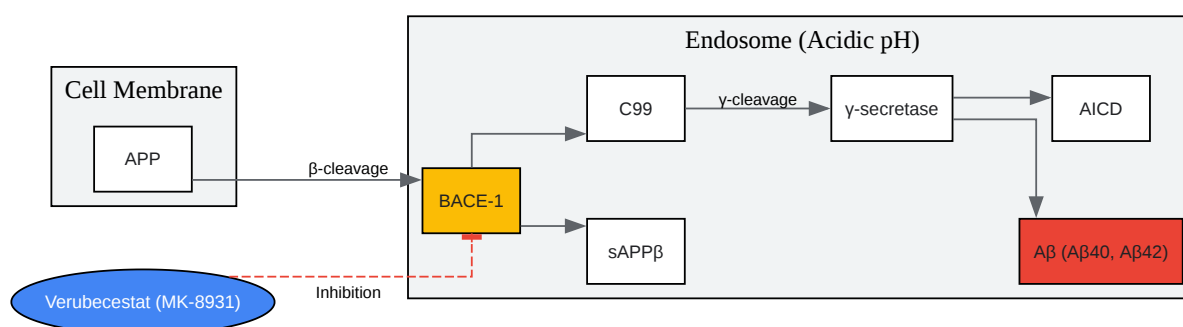 Endosome (Acidic pH)
Cell Membrane
APP
β-cleavage
BACE-1
C99
γ-cleavage
γ-secretase
AICD
sAPPβ
Aβ (Aβ40, Aβ42)
Verubecestat (MK-8931)
Inhibition